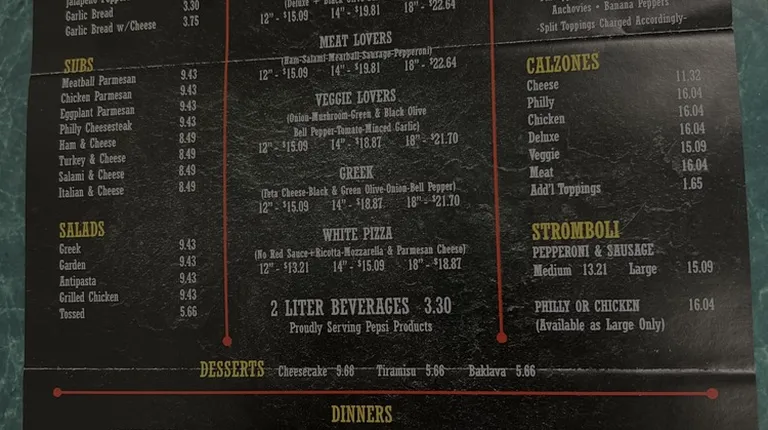 3.30
Garlic Bread 3.75
Garlic Bread w/Cheese
SUBS
Meatball Parmesan 9.43
Chicken Parmesan 9.43
Eggplant Parmesan 9.43
Philly Cheesesteak 9.43
Ham & Cheese 8.49
Turkey & Cheese 8.49
Salami & Cheese 8.49
Italian & Cheese 8.49
SALADS
Greek 9.43
Garden 9.43
Antipasta 9.43
Grilled Chicken 9.43
Tossed 5.66
12" - $15.09 14" - $19.81 18" - $22.64
MEAT LOVERS
(Ham-Salami-Meatball-Sausage-Pepperoni)
12" - $15.09 14" - $19.81 18" - $22.64
VEGGIE LOVERS
(Onion-Mushroom-Green & Black Olive
Bell Pepper-Tomato-Minced Garlic)
12" - $15.09 14" - $18.87 18" - $21.70
GREEK
(Feta Cheese-Black & Green Olive-Onion-Bell Pepper)
12" - $15.09 14" - $18.87 18" - $21.70
WHITE PIZZA
(No Red Sauce+Ricotta-Mozzarella & Parmesan Cheese)
12" - $13.21 14" - $15.09 18" - $18.87
2 LITER BEVERAGES 3.30
Proudly Serving Pepsi Products
Anchovies • Banana Peppers
-Split Toppings Charged Accordingly-
CALZONES
Cheese 11.32
Philly 16.04
Chicken 16.04
Deluxe 16.04
Veggie 15.09
Meat 16.04
Add'l Toppings 1.65
STROMBOLI
PEPPERONI & SAUSAGE
Medium 13.21 Large 15.09
PHILLY OR CHICKEN 16.04
(Available as Large Only)
DESSERTS Cheesecake 5.66 Tiramisu 5.66 Baklava 5.66
DINNERS